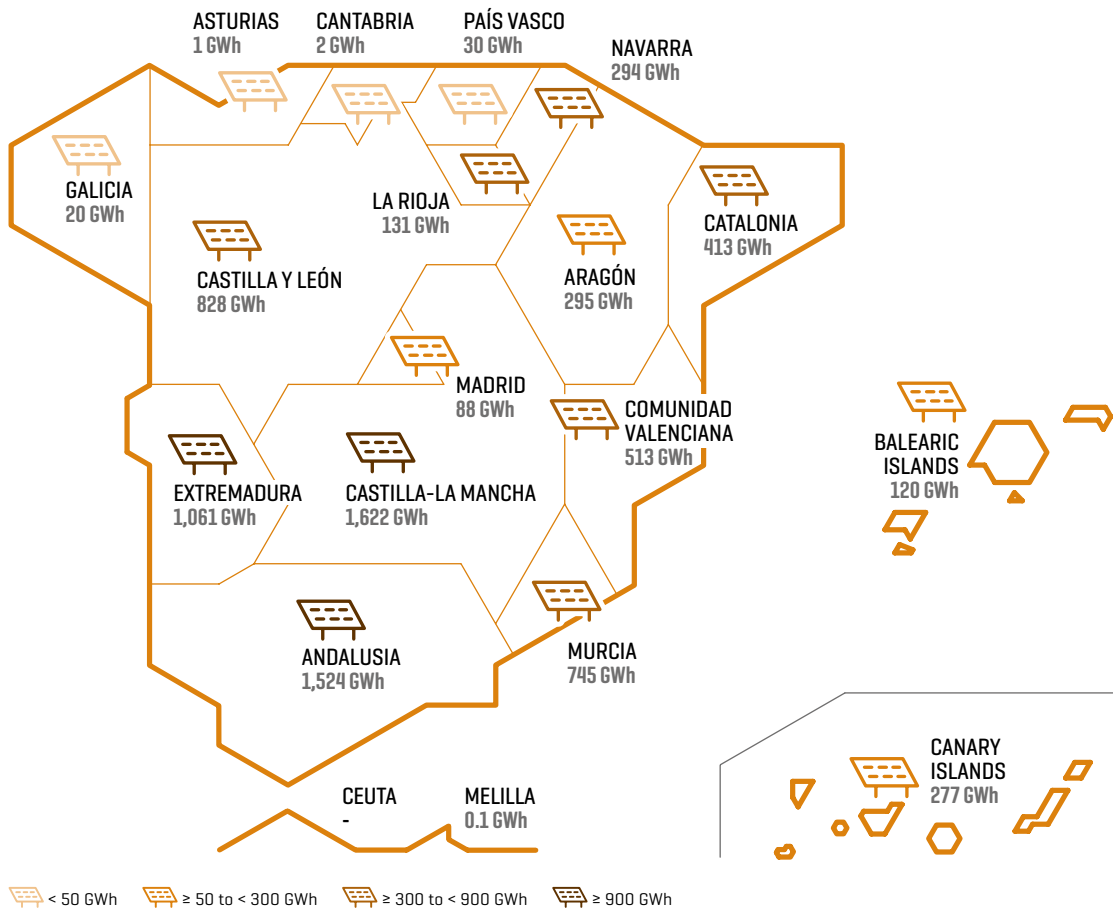 ASTURIAS
1 GWh
CANTABRIA
2 GWh
PAÍS VASCO
30 GWh
NAVARRA
294 GWh
GALICIA
20 GWh
LA RIOJA
131 GWh
CATALONIA
413 GWh
CASTILLA Y LEÓN
828 GWh
ARAGÓN
295 GWh
MADRID
88 GWh
COMUNIDAD
VALENCIANA
513 GWh
BALEARIC
ISLANDS
120 GWh
EXTREMADURA
1,061 GWh
CASTILLA-LA MANCHA
1,622 GWh
ANDALUSIA
1,524 GWh
MURCIA
745 GWh
CANARY
ISLANDS
277 GWh
CEUTA
-
MELILLA
0.1 GWh
< 50 GWh
≥ 50 to < 300 GWh
≥ 300 to < 900 GWh
≥ 900 GWh